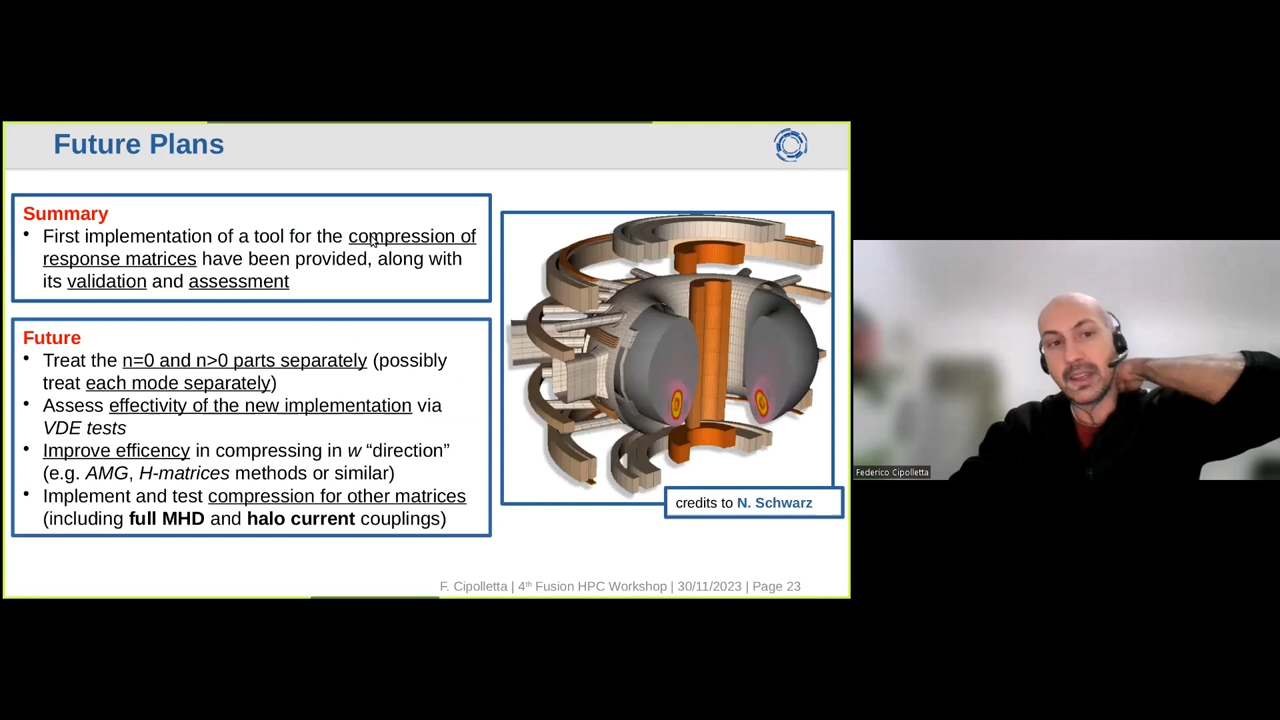 Future Plans
Summary
• First implementation of a tool for the compression of
response matrices have been provided, along with
its validation and assessment
Future
• Treat the n=0 and n>0 parts separately (possibly
treat each mode separately)
• Assess effectivity of the new implementation via
VDE tests
• Improve efficency in compressing in w “direction”
(e.g. AMG, H-matrices methods or similar)
• Implement and test compression for other matrices
(including full MHD and halo current couplings)
credits to N. Schwarz
F. Cipolletta | 4th Fusion HPC Workshop | 30/11/2023 | Page 23
Federico Cipolletta